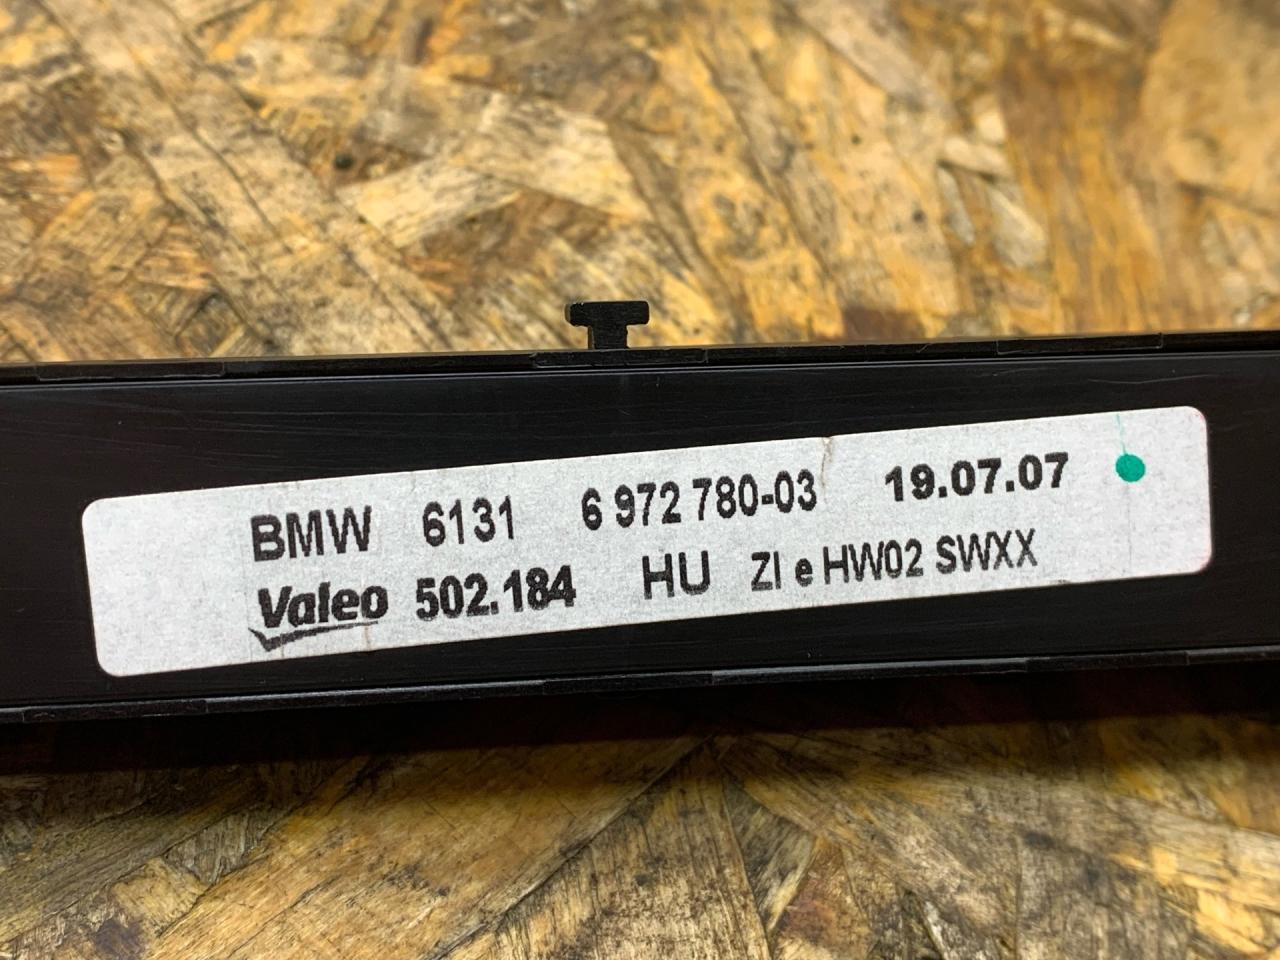 BMW 6131 6 972 780-03 19.07.07
Valeo 502.184 HU ZI e HW02 SWXX